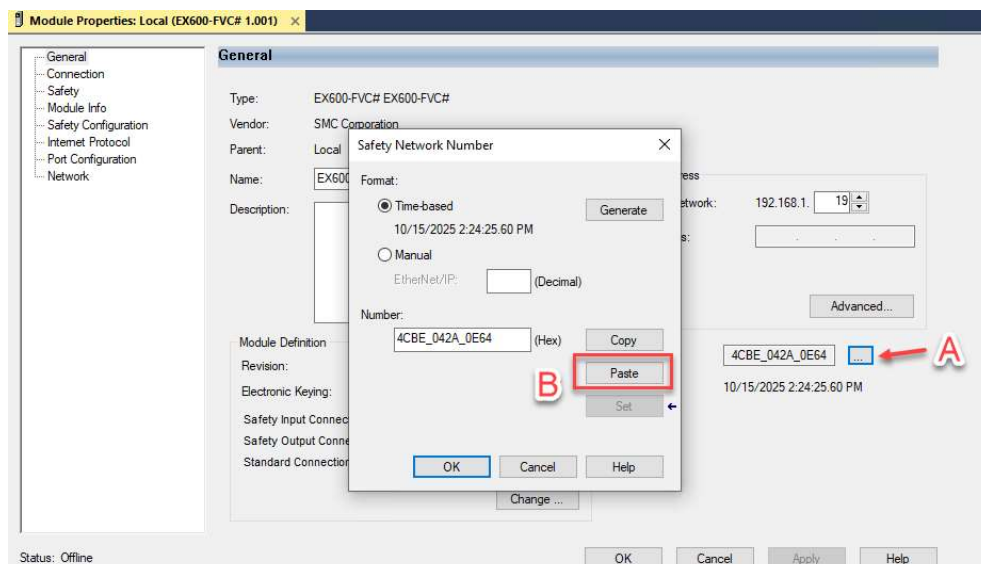 Module Properties: Local (EX600-FVC# 1.001) ×
General
Connection
Safety
Module Info
Safety Configuration
Internet Protocol
Port Configuration
Network
General
Type: EX600-FVC# EX600-FVC#
Vendor: SMC Corporation
Parent: Local
Name: EX600
Description:
Module Definition
Revision:
Electronic Keying:
Safety Input Connec
Safety Output Conne
Standard Connection
Change ...
Safety Network Number
Format:
Time-based
Generate
10/15/2025 2:24:25.60 PM
Manual
EtherNet/IP: (Decimal)
Number:
4CBE_042A_0E64 (Hex)
Copy
Paste
Set
B
OK Cancel Help
ess
etwork: 192.168.1. 19
s: . . .
Advanced...
4CBE_042A_0E64 ...
A
10/15/2025 2:24:25.60 PM
Status: Offline
OK Cancel Apply Help